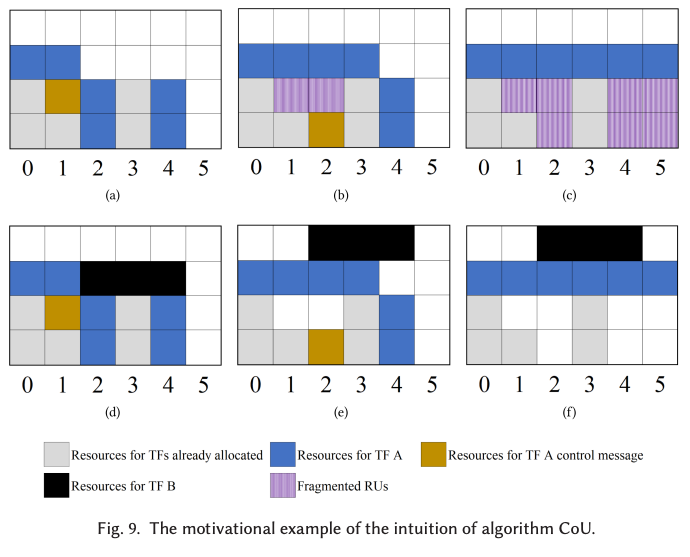 0 1 2 3 4 5 0 1 2 3 4 5 0 1 2 3 4 5
(a) (b) (c)
0 1 2 3 4 5 0 1 2 3 4 5 0 1 2 3 4 5
(d) (e) (f)
Resources for TFs already allocated Resources for TF A Resources for TF A control message
Resources for TF B Fragmented RUs
Fig. 9. The motivational example of the intuition of algorithm CoU.